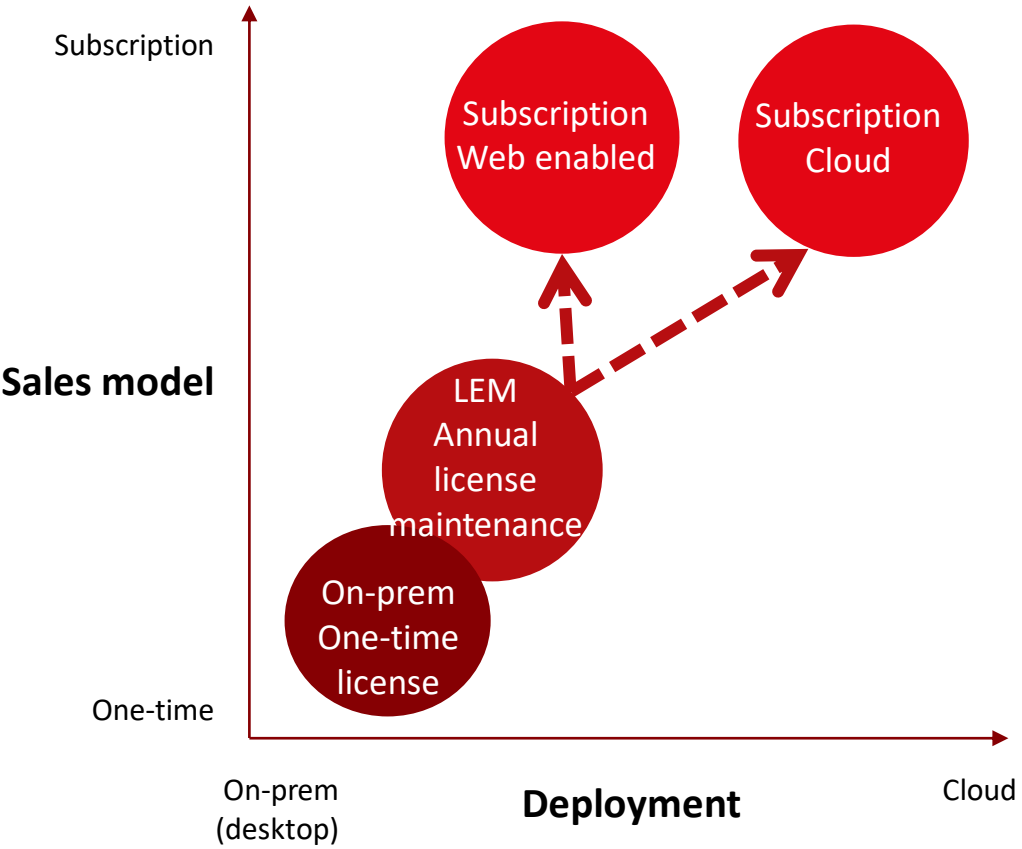 Subscription
Subscription
Web enabled
Subscription
Cloud
Sales model
LEM
Annual
license
maintenance
On-prem
One-time
license
One-time
On-prem
(desktop)
Deployment
Cloud